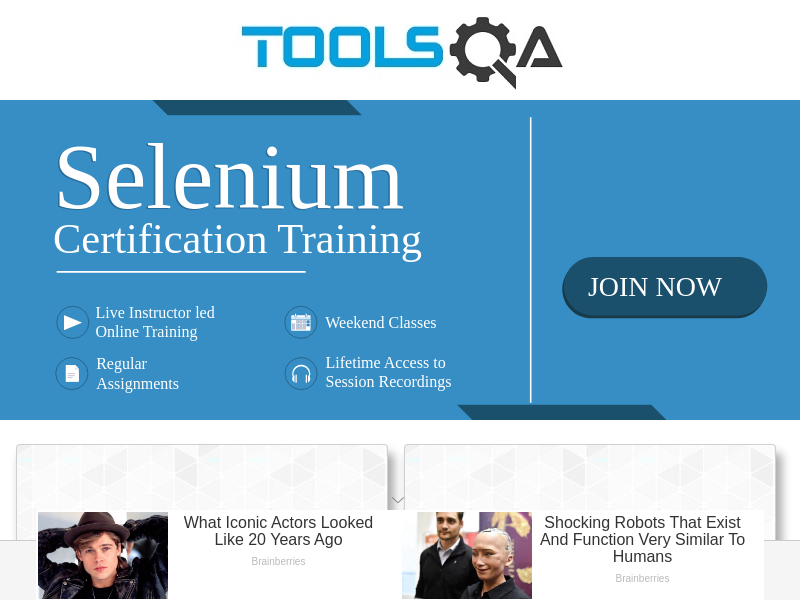 TOOLSQA
Selenium
Certification Training
JOIN NOW
Live Instructor led
Online Training
Weekend Classes
Regular
Assignments
Lifetime Access to
Session Recordings
What Iconic Actors Looked
Like 20 Years Ago
Brainberries
Shocking Robots That Exist
And Function Very Similar To
Humans
Brainberries